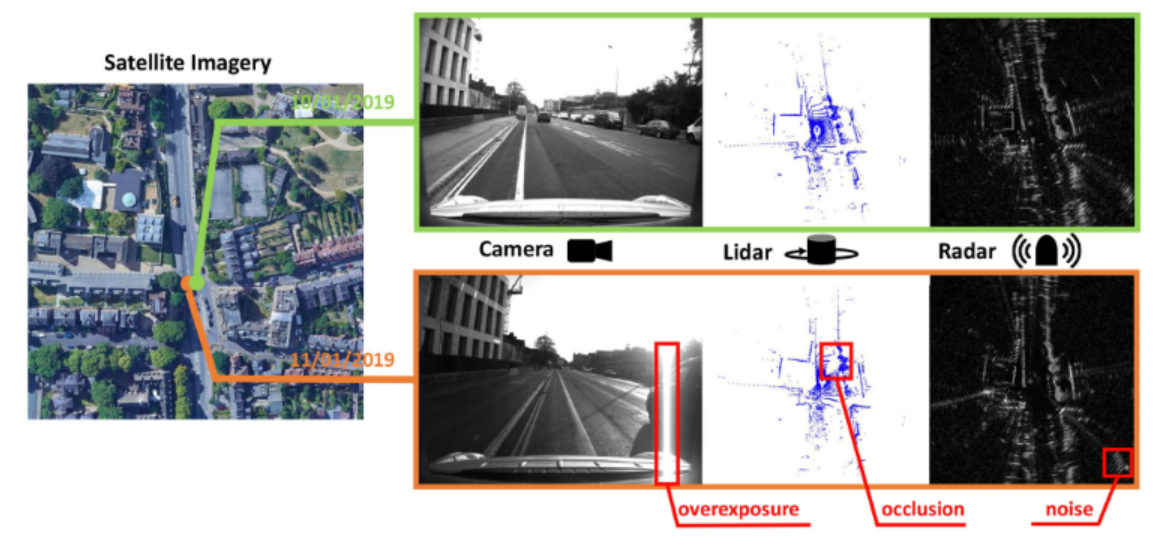 Satellite Imagery
10/01/2019
Camera
Lidar
Radar
11/01/2019
overexposure
occlusion
noise